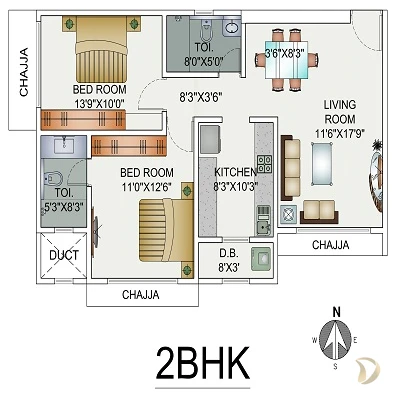 CHAJJA
BED ROOM
13'9"X10'0"
TOI.
8'0"X5'0"
3'6"X8'3"
8'3"X3'6"
LIVING
ROOM
11'6"X17'9"
BED ROOM
11'0"X12'6"
KITCHEN
8'3"X10'3"
TOI.
5'3"X8'3"
DUCT
D.B.
8'X3'
CHAJJA
CHAJJA
N
W
E
S
2BHK